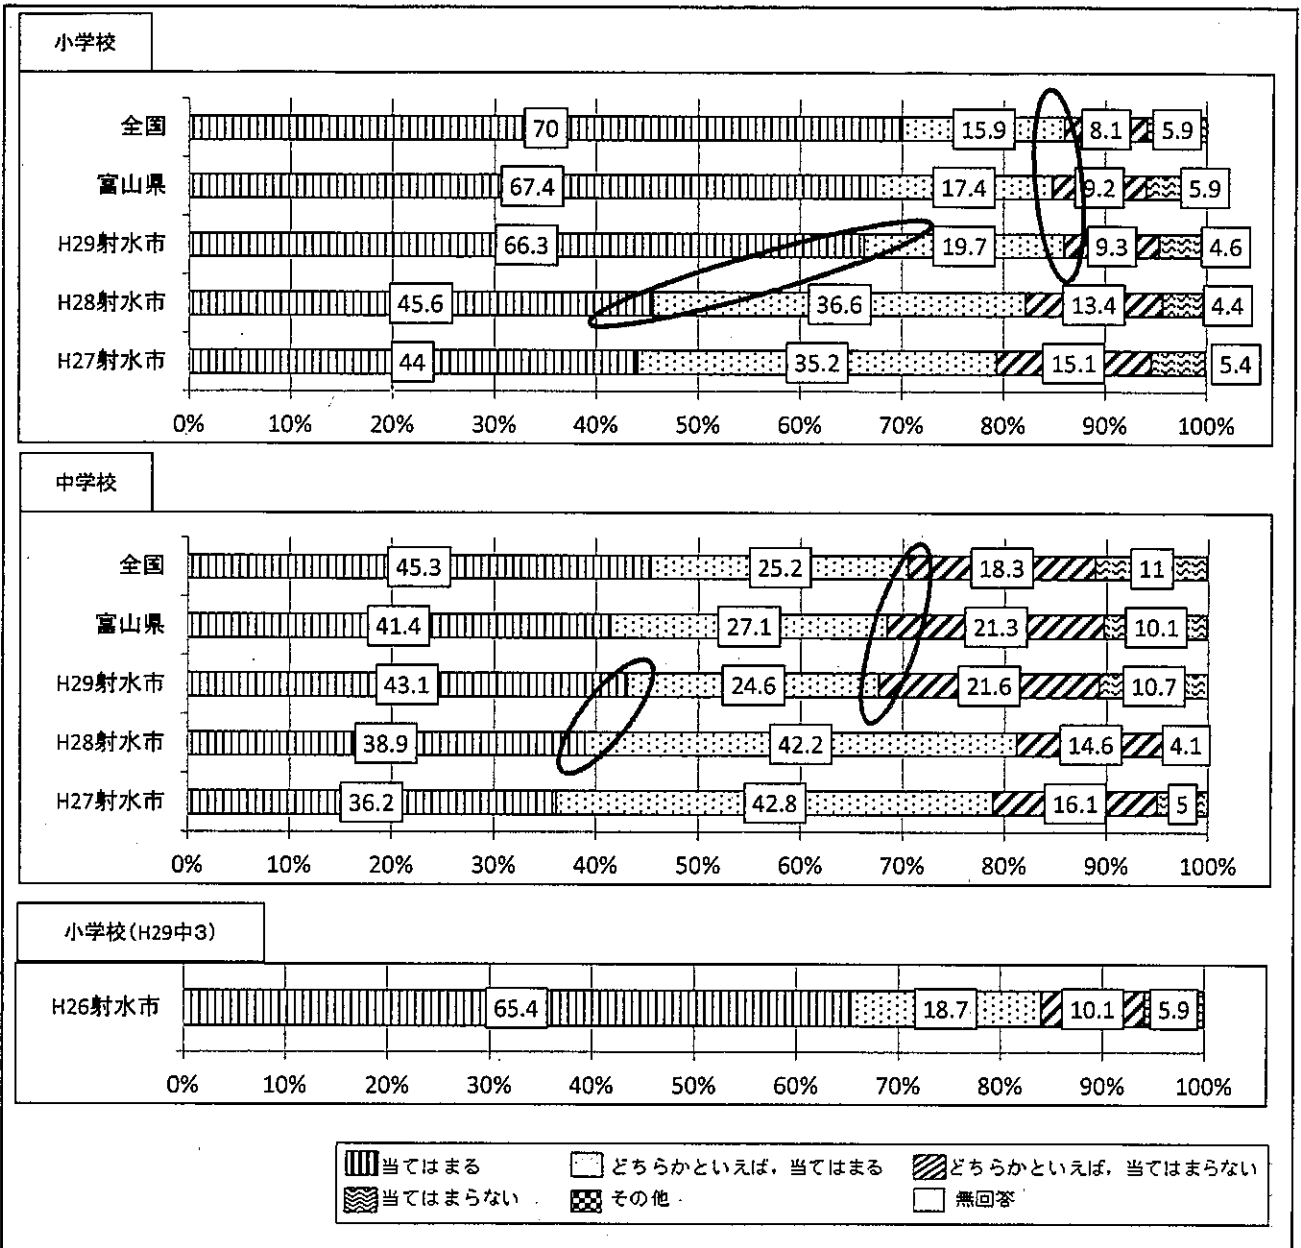 小学校
全国 70 15.9 8.1 5.9
富山県 67.4 17.4 9.2 5.9
H29射水市 66.3 19.7 9.3 4.6
H28射水市 45.6 36.6 13.4 4.4
H27射水市 44 35.2 15.1 5.4
0% 10% 20% 30% 40% 50% 60% 70% 80% 90% 100%
中学校
全国 45.3 25.2 18.3 11
富山県 41.4 27.1 21.3 10.1
H29射水市 43.1 24.6 21.6 10.7
H28射水市 38.9 42.2 14.6 4.1
H27射水市 36.2 42.8 16.1 5
0% 10% 20% 30% 40% 50% 60% 70% 80% 90% 100%
小学校(H29中3)
H26射水市 65.4 18.7 10.1 5.9
0% 10% 20% 30% 40% 50% 60% 70% 80% 90% 100%
当てはまる どちらかといえば,当てはまる どちらかといえば,当てはまらない
当てはまらない その他 無回答